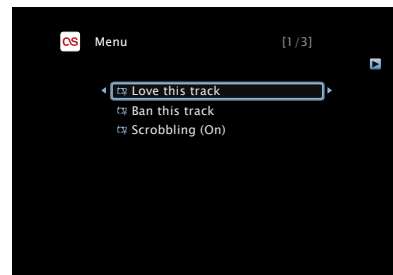 Menu [1/3]
Love this track
Ban this track
Scrobbling (On)